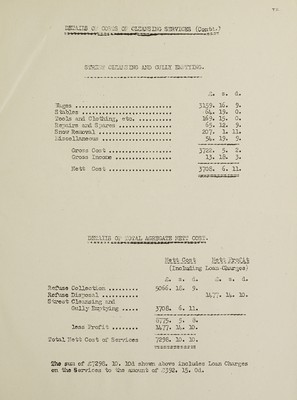 DETAILS OF COSTS OF CLEANSING SERVICES (Contd.)
STREET CLEANSING AND GULLY EMPTYING.
£. s. d.
Wages ........................ 3159. 16. 9.
Stables ...................... 64. 19. 0.
Tools and Clothing, etc. ......... 169. 15. 0.
Repairs and Spares ............... 65. 12. 9.
Snow Removal ..................... 207. 1. 11.
Miscellaneous .................... 54. 19. 9.
Gross Cost ................ 3722. 5. 2.
Gross Income .............. 13. 18. 3.
Nett Cost ................ 3708. 6. 11.
DETAILS OF TOTAL AGGREGATE NETT COST.
Nett Cost Nett Profit
(Including Loan Charges)
£. s. d. £. s. d.
Refuse Collection ........ 5066. 18. 9.
Refuse Disposal .......... 1477. 14. 10.
Street Cleansing and
Gully Emptying ..... 3708. 6. 11.
8775. 5. 8.
less Profit ....... 1477. 14. 10.
Total Nett Cost of Services 7298. 10. 10.
The sum of £7298. 10. 10d shown above includes Loan Charges
on the Services to the amount of £392. 15. 0d.